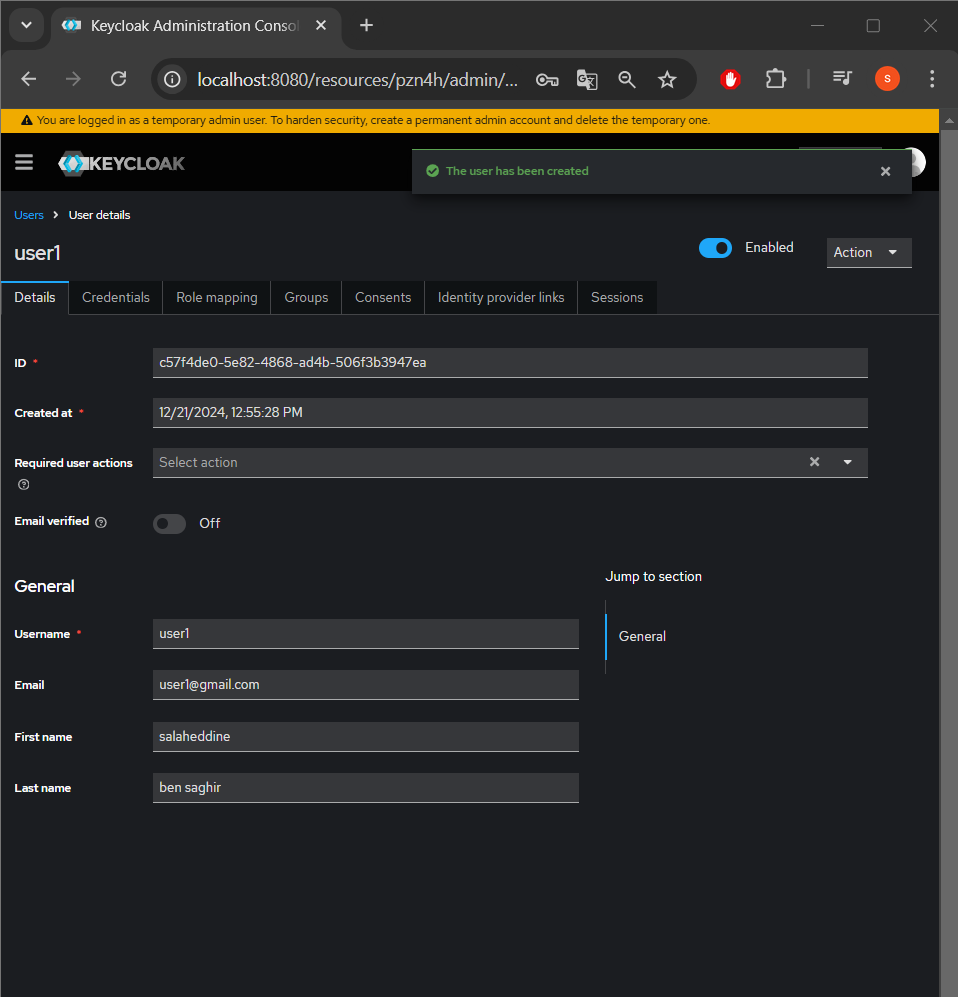 Keycloak Administration Consol
localhost:8080/resources/pzn4h/admin/...
S
You are logged in as a temporary admin user. To harden security, create a permanent admin account and delete the temporary one.
KEYCLOAK
The user has been created
Users > User details
user1
Enabled
Action
Details Credentials Role mapping Groups Consents Identity provider links Sessions
ID *
c57f4de0-5e82-4868-ad4b-506f3b3947ea
Created at *
12/21/2024, 12:55:28 PM
Required user actions
Select action
Email verified
Off
General
Jump to section
General
Username *
user1
Email
user1@gmail.com
First name
salaheddine
Last name
ben saghir